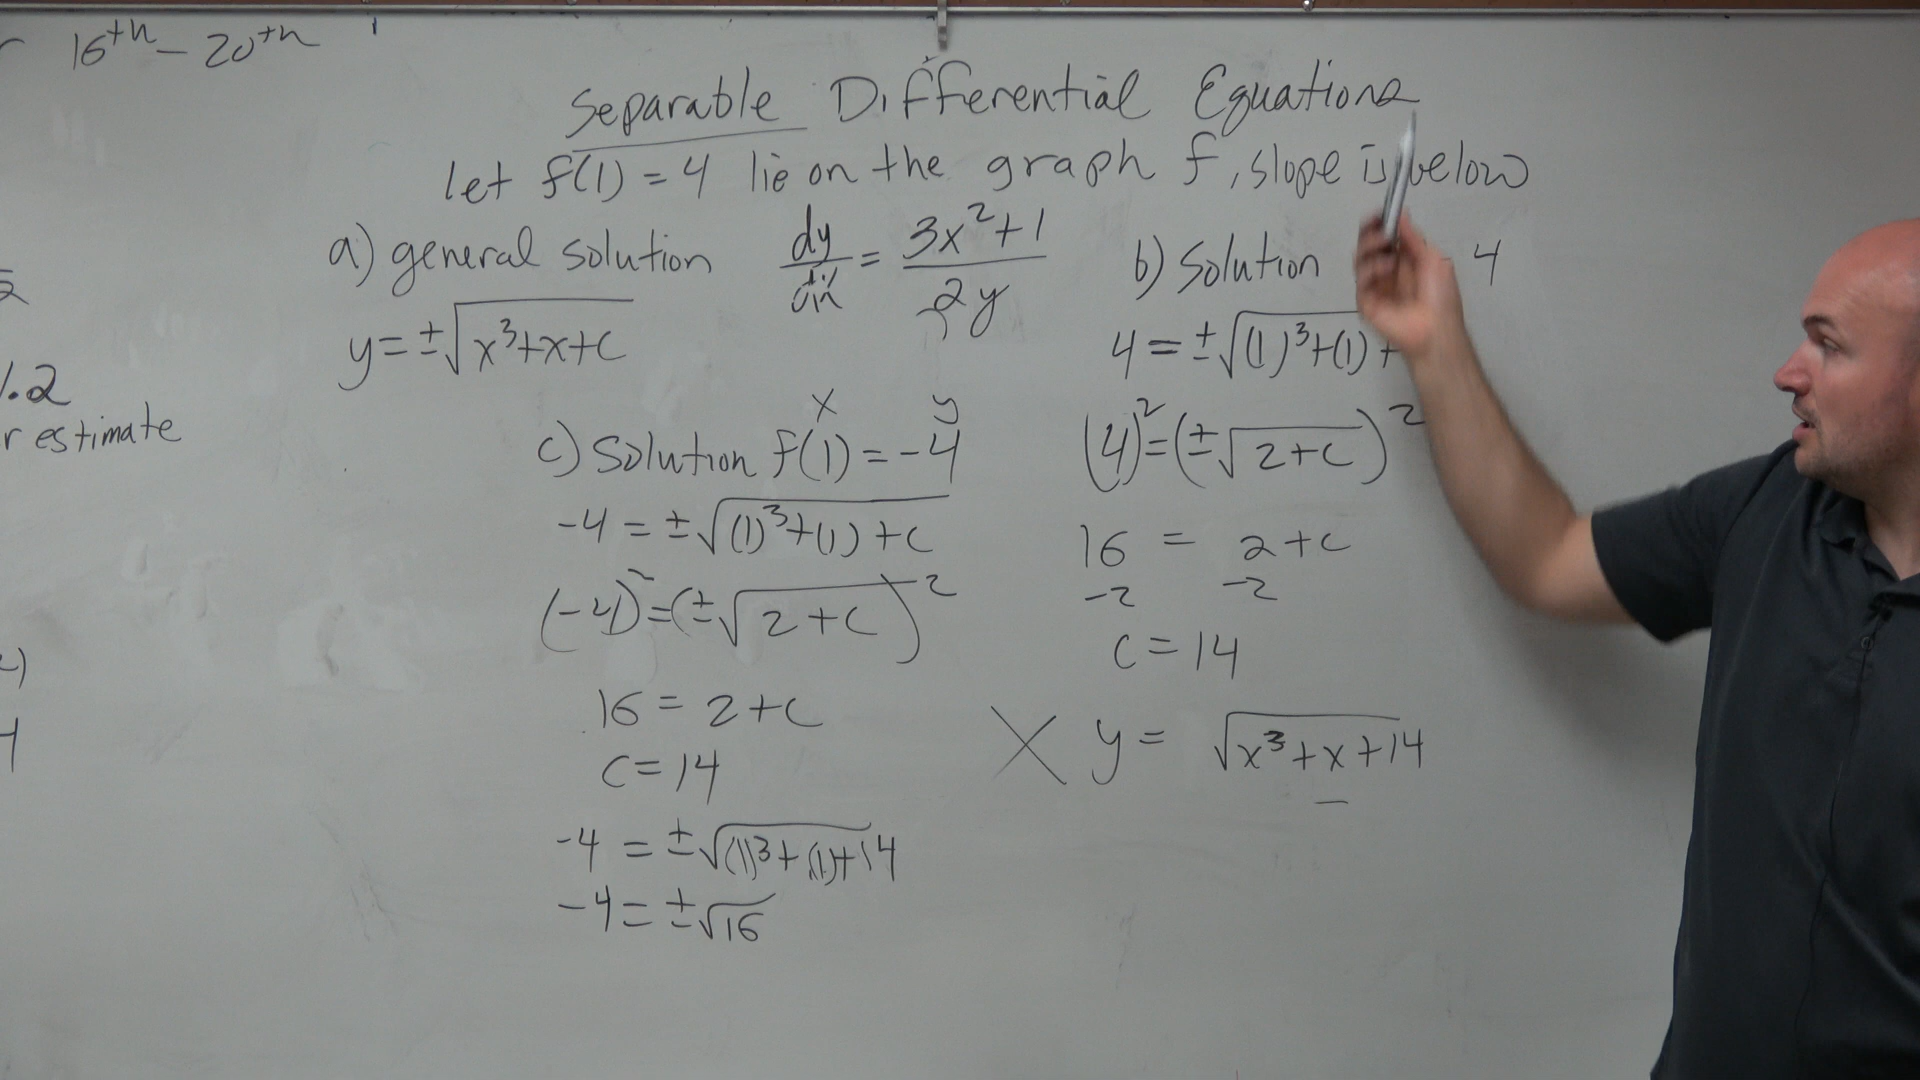 16th - 20th
Separable Differential Equations
let f(1) = 4 lie on the graph f, slope is below
a) general solution dy/dx = (3x² + 1)/(2y)
y = ±√(x³+x+c)
1.2
r estimate
b) Solution 4
4 = ±√((1)³+(1)+
(4)² = (±√(2+c))²
16 = 2+c
-2 -2
c = 14
X y = √(x³+x+14)
x y
c) Solution f(1) = -4
-4 = ±√((1)³+(1)+c)
(-4)² = (±√(2+c))²
16 = 2+c
c = 14
-4 = ±√((1)³+(1)+14)
-4 = ±√16